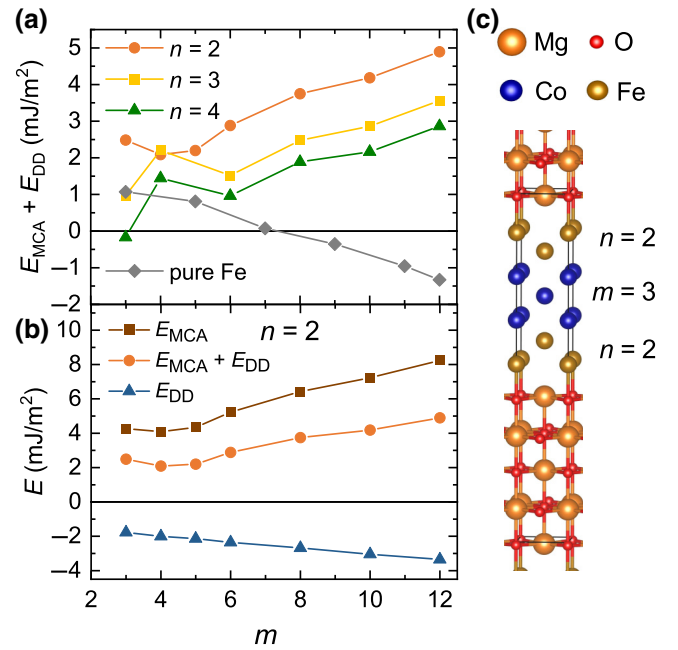 (a)
5
4
3
2
1
0
−1
−2
E_MCA + E_DD (mJ/m²)
n = 2
n = 3
n = 4
pure Fe
(b)
8
6
4
2
0
−2
−4
E (mJ/m²)
E_MCA
n = 2
E_MCA + E_DD
E_DD
2 4 6 8 10 12
m
(c)
Mg O
Co Fe
n = 2
m = 3
n = 2